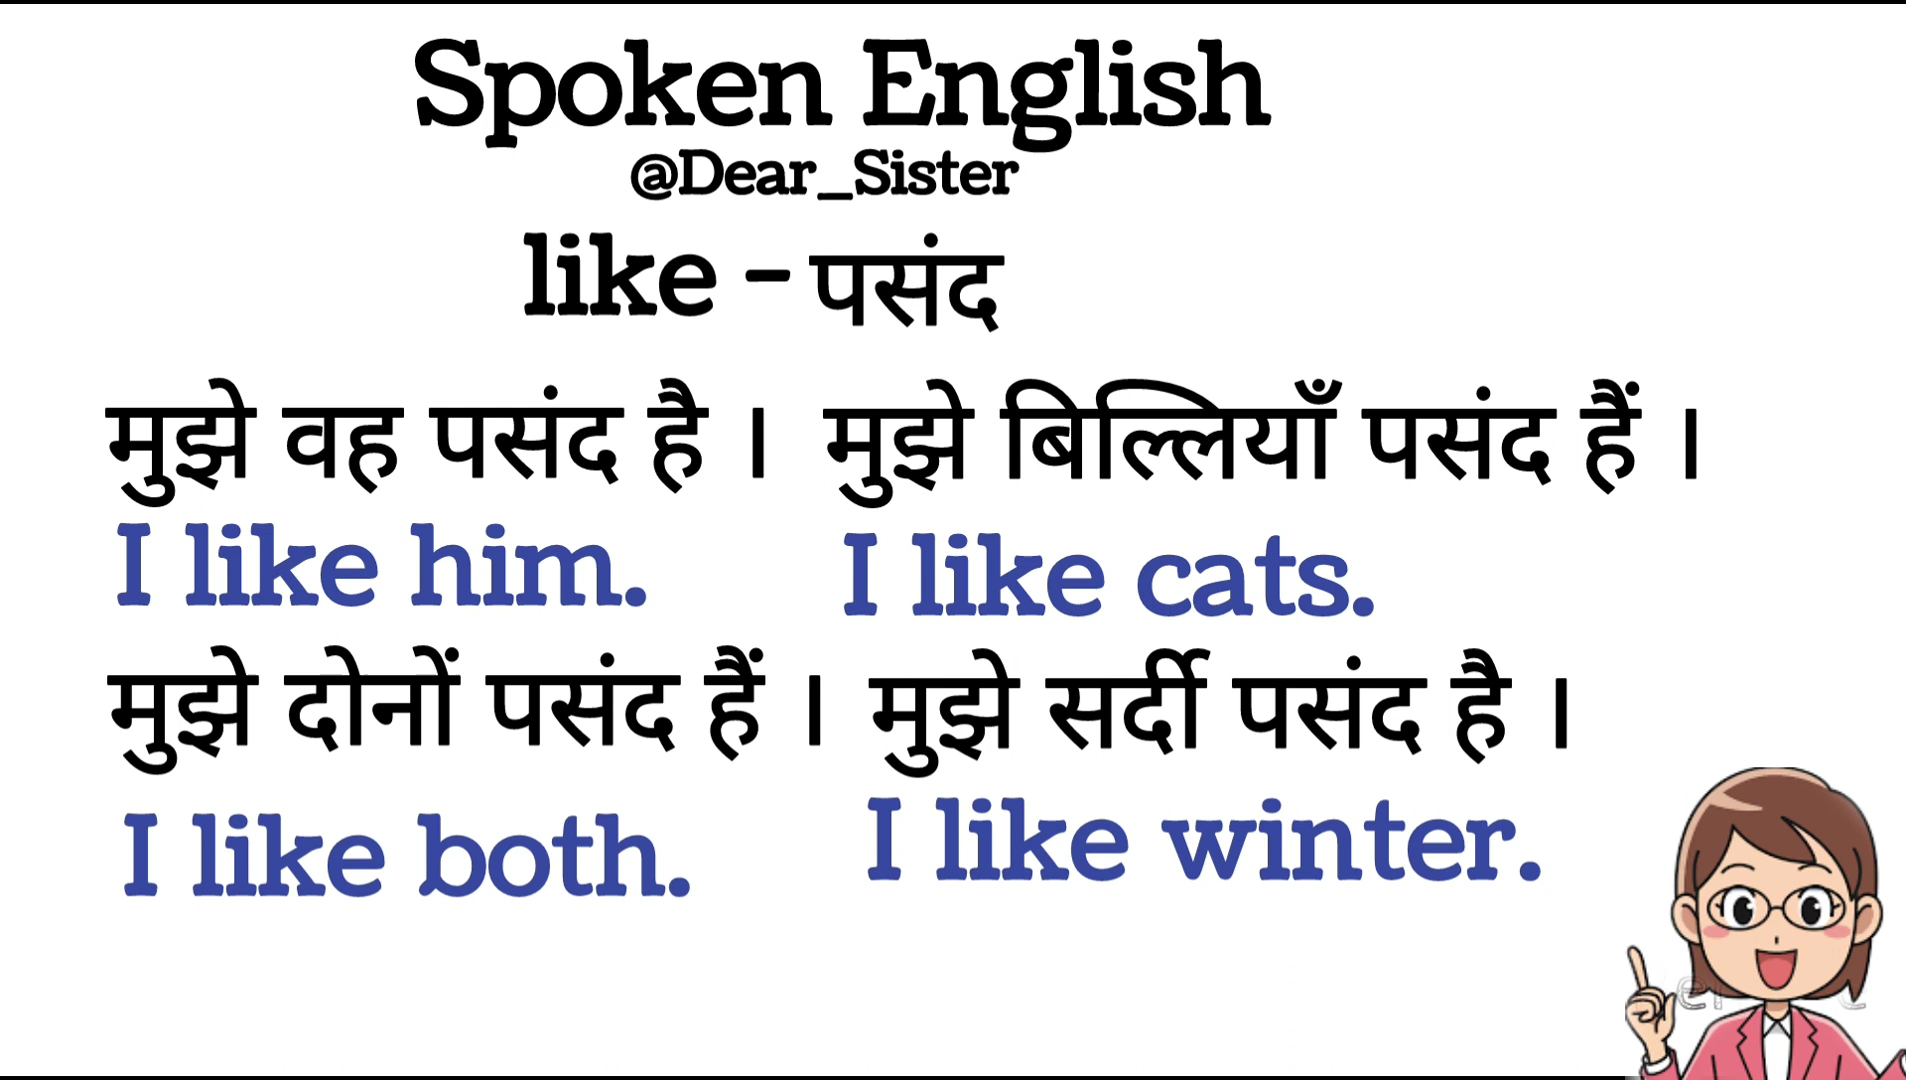 Spoken English
@Dear_Sister
like - पसंद
मुझे वह पसंद है । मुझे बिल्लियाँ पसंद हैं ।
I like him. I like cats.
मुझे दोनों पसंद हैं । मुझे सर्दी पसंद है ।
I like both. I like winter.